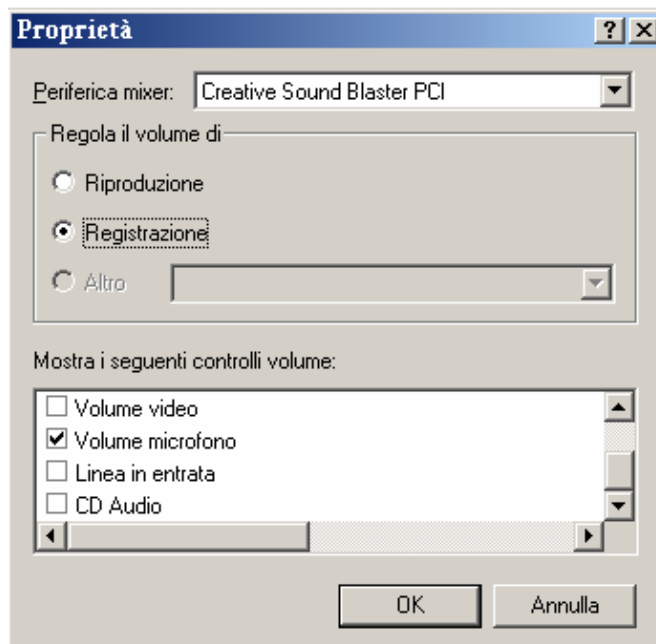 Proprietà
Periferica mixer: Creative Sound Blaster PCI
Regola il volume di
Riproduzione
Registrazione
Altro
Mostra i seguenti controlli volume:
Volume video
Volume microfono
Linea in entrata
CD Audio
OK Annulla